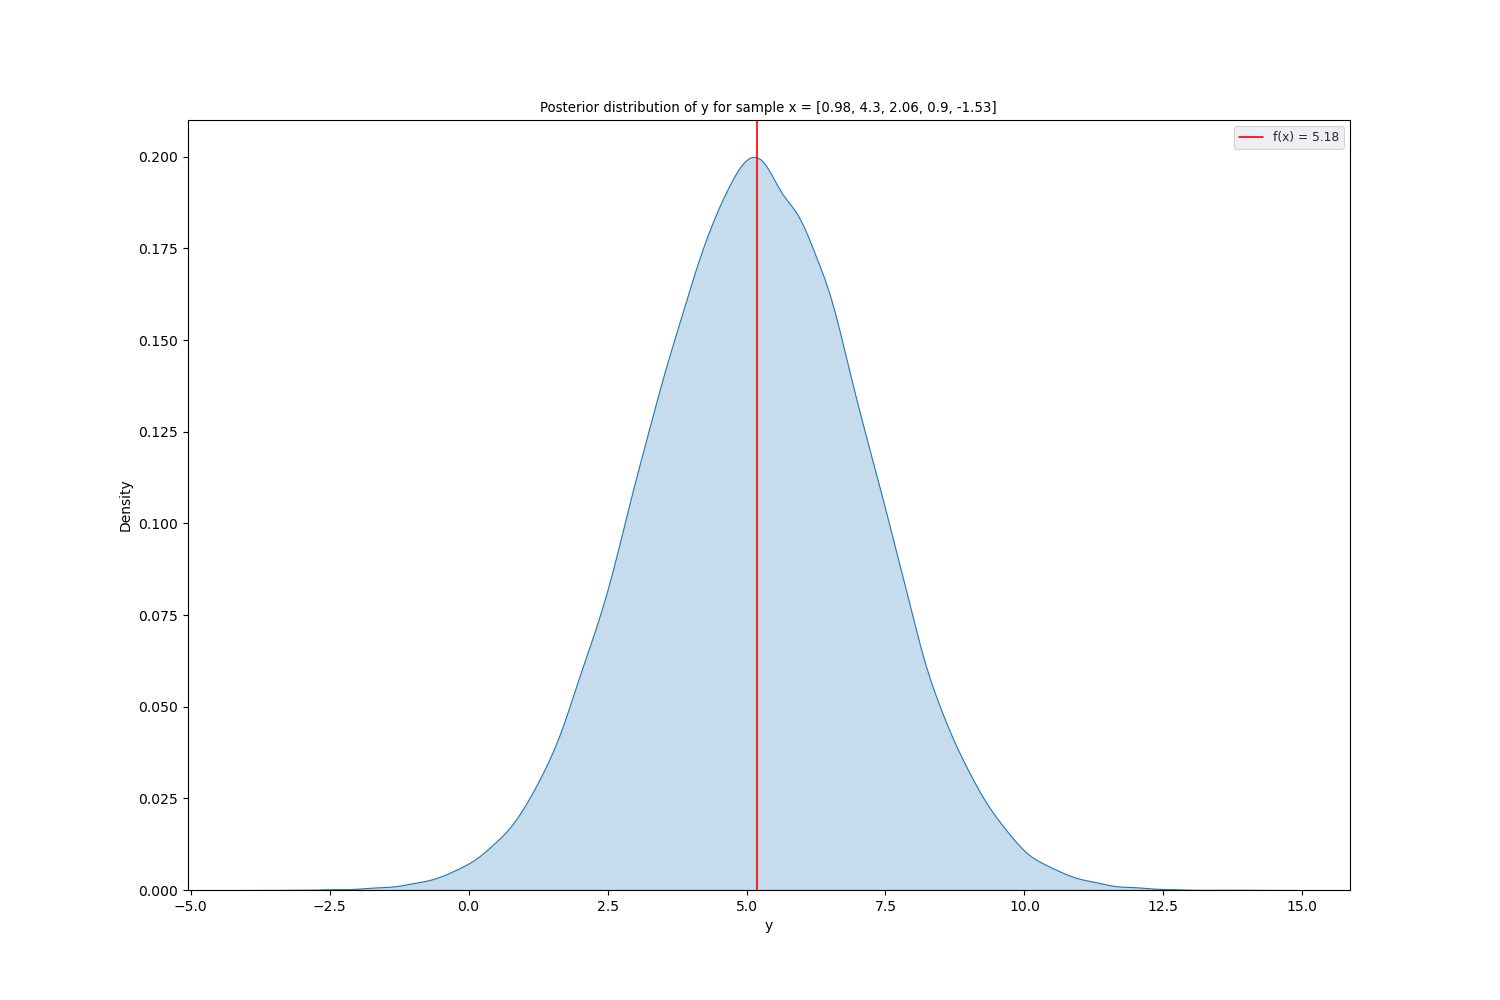 Posterior distribution of y for sample x = [0.98, 4.3, 2.06, 0.9, -1.53]
f(x) = 5.18
0.200
0.175
0.150
0.125
0.100
0.075
0.050
0.025
0.000
Density
−5.0 −2.5 0.0 2.5 5.0 7.5 10.0 12.5 15.0
y